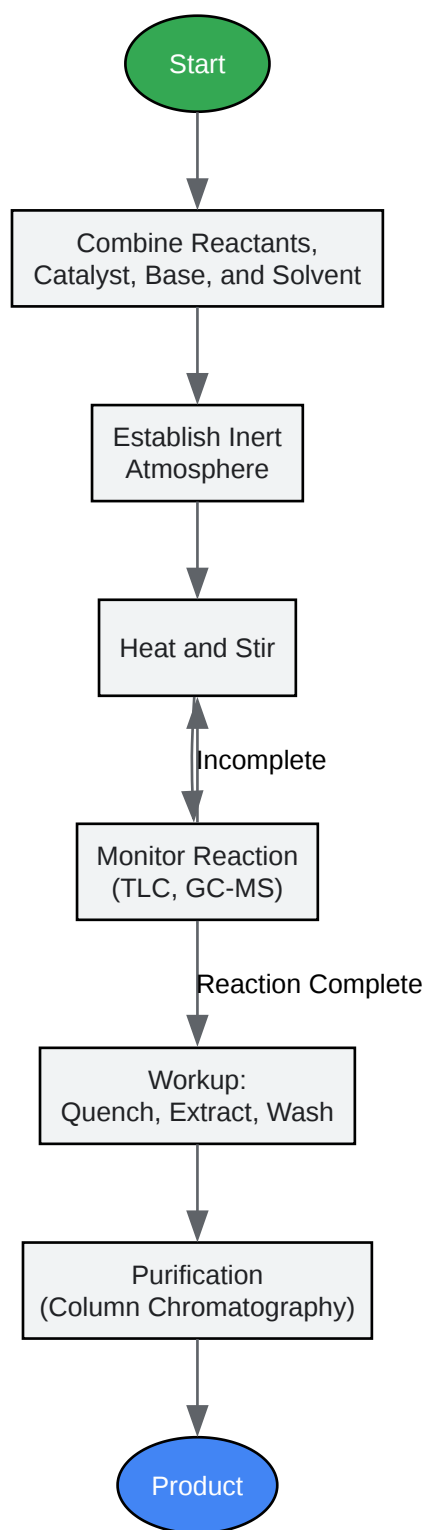 Start
Combine Reactants,
Catalyst, Base, and Solvent
Establish Inert
Atmosphere
Heat and Stir
Incomplete
Monitor Reaction
(TLC, GC-MS)
Reaction Complete
Workup:
Quench, Extract, Wash
Purification
(Column Chromatography)
Product